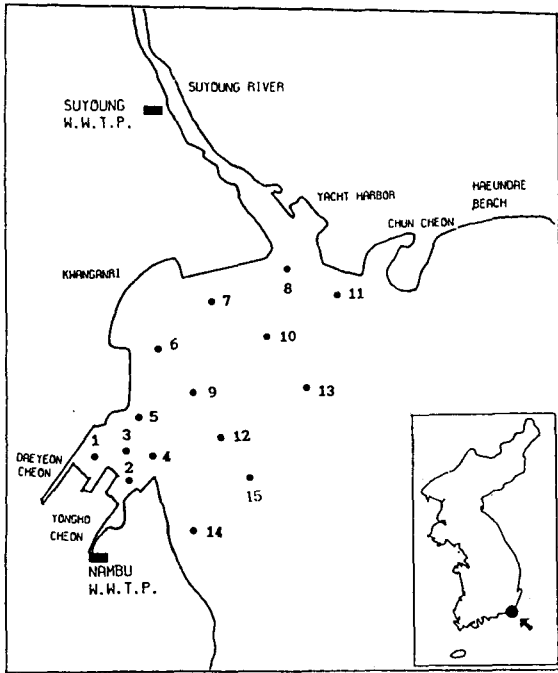 SUYOUNG RIVER
SUYOUNG
W.W.T.P.
YACHT HARBOR
HAEUNDAE
BEACH
CHUN CHEON
KWANGANRI
8
7
11
10
6
9
13
5
12
1
3
4
DAEYEON
CHEON
2
15
YONGHO
CHEON
14
NAMBU
W.W.T.P.